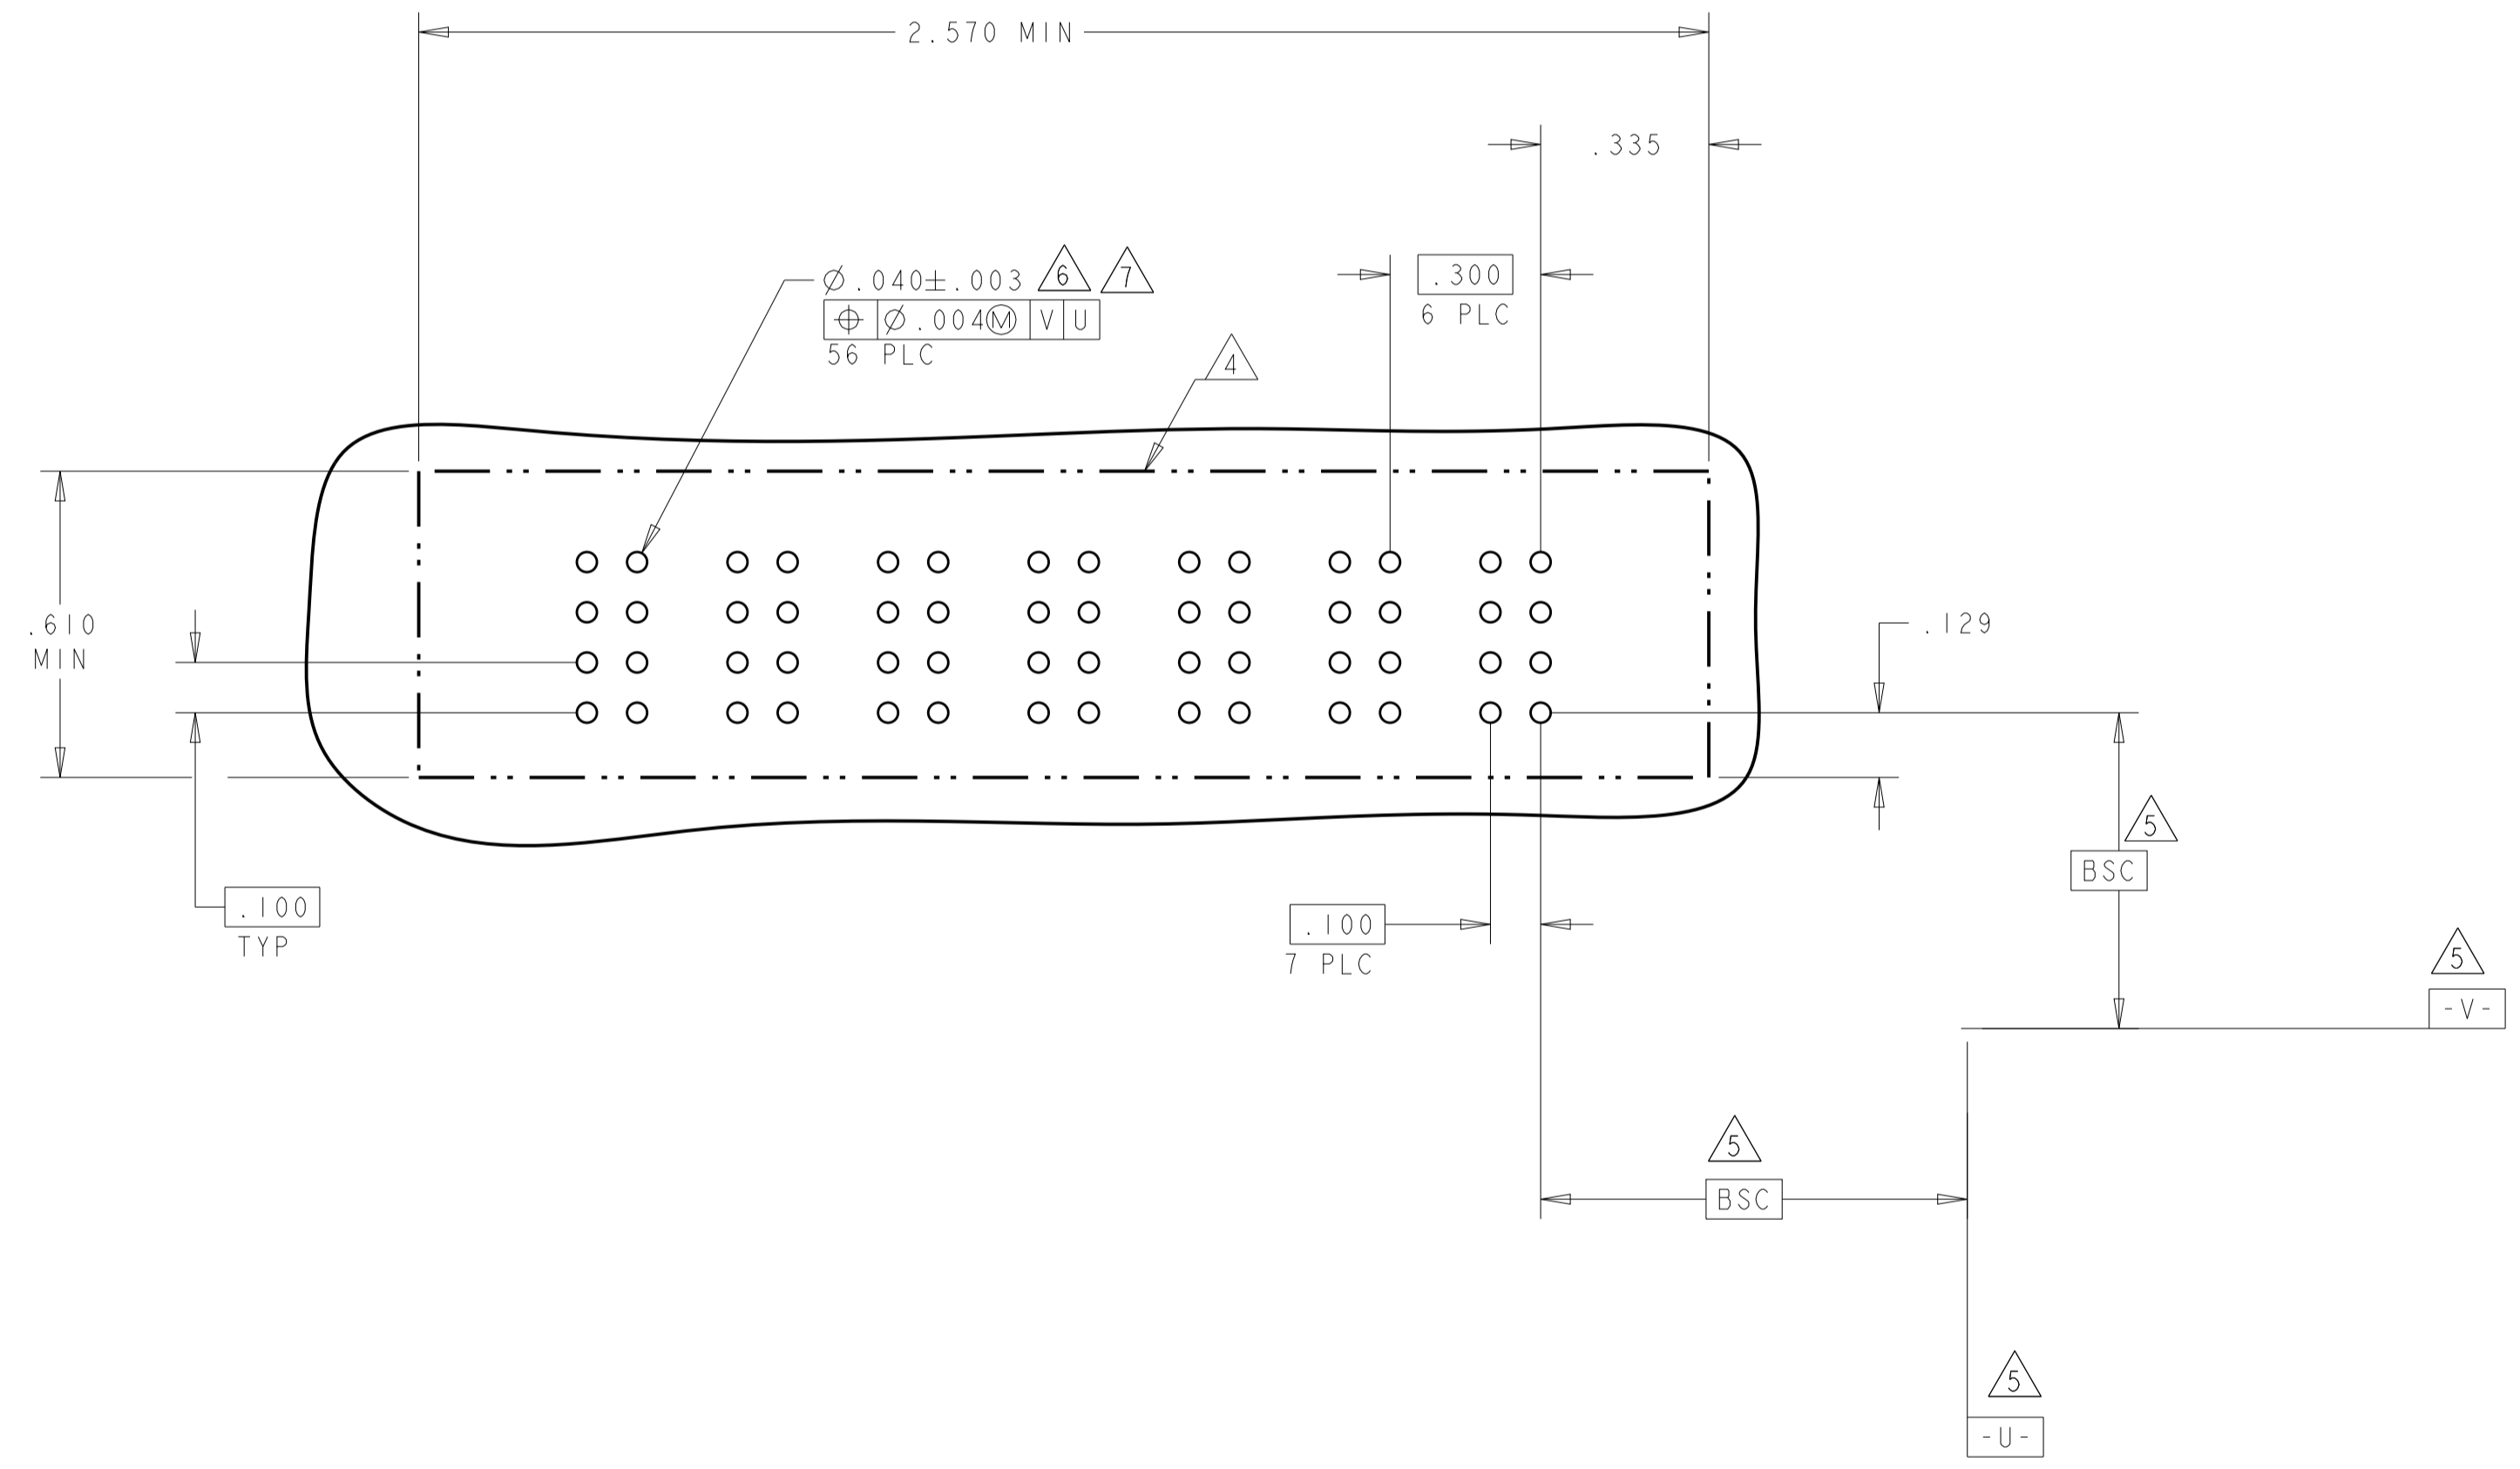 2.570 MIN
.335
⌀.040±.003 6 7
⌖ ⌀.004Ⓜ V U
56 PLC
.300
6 PLC
4
.610
MIN
.129
5
BSC
.100
TYP
.100
7 PLC
5
-V-
5
BSC
5
-U-